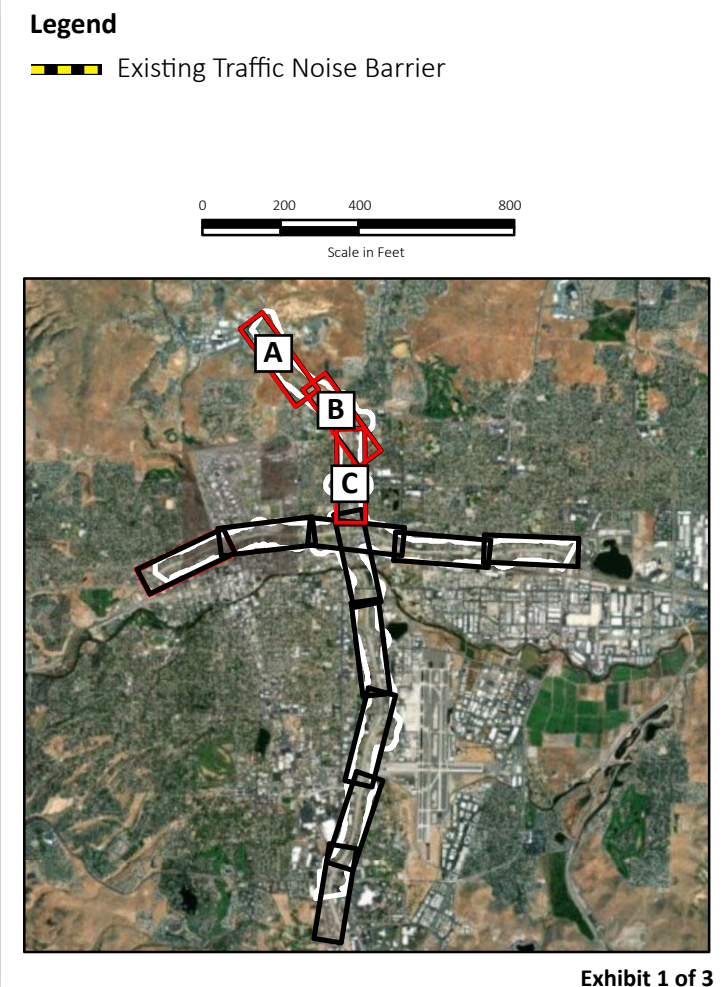 Legend
Existing Traffic Noise Barrier
0 200 400 800
Scale in Feet
A
B
C
Exhibit 1 of 3